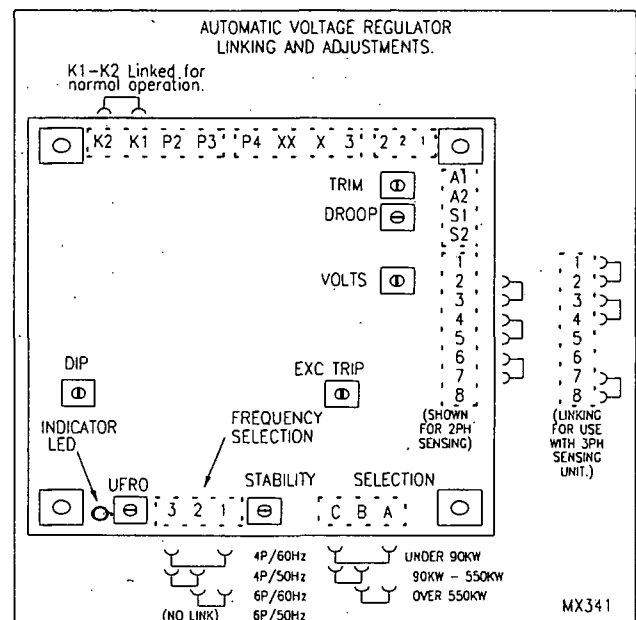 AUTOMATIC VOLTAGE REGULATOR
LINKING AND ADJUSTMENTS.
K1-K2 Linked for
normal operation.
K2 K1 P2 P3 P4 XX X 3 2 2 1
A1
A2
S1
S2
TRIM
DROOP
VOLTS
1
2
3
4
5
6
7
8
1
2
3
4
5
6
7
8
(SHOWN
FOR 2PH
SENSING)
(LINKING
FOR USE
WITH 3PH
SENSING
UNIT.)
DIP
EXC TRIP
INDICATOR
LED
FREQUENCY
SELECTION
UFRO
STABILITY
SELECTION
3 2 1
C B A
4P/60Hz
4P/50Hz
6P/60Hz
(NO LINK) 6P/50Hz
UNDER 90KW
90KW - 550KW
OVER 550KW
MX341